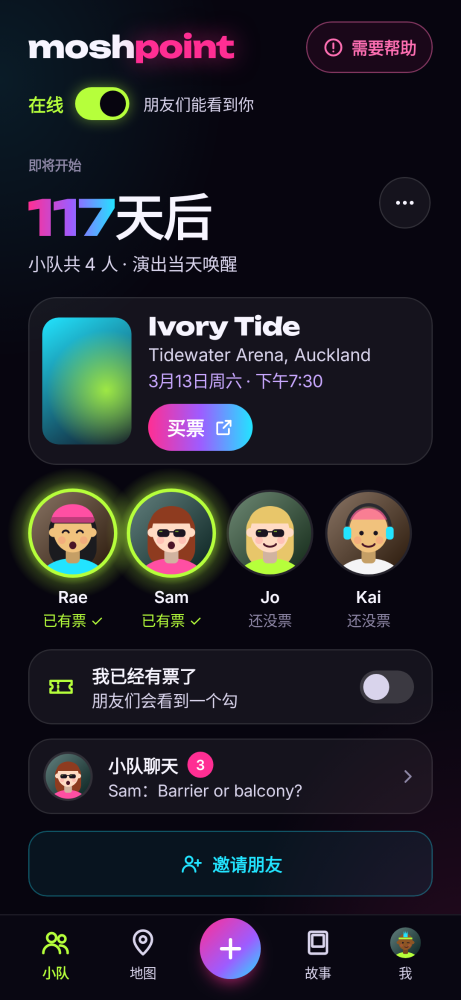 moshpoint
需要帮助
在线
朋友们能看到你
即将开始
117天后
小队共 4 人 · 演出当天唤醒
Ivory Tide
Tidewater Arena, Auckland
3月13日周六 · 下午7:30
买票
Rae
已有票 ✓
Sam
已有票 ✓
Jo
还没票
Kai
还没票
我已经有票了
朋友们会看到一个勾
小队聊天 3
Sam：Barrier or balcony?
邀请朋友
小队
地图
故事
我